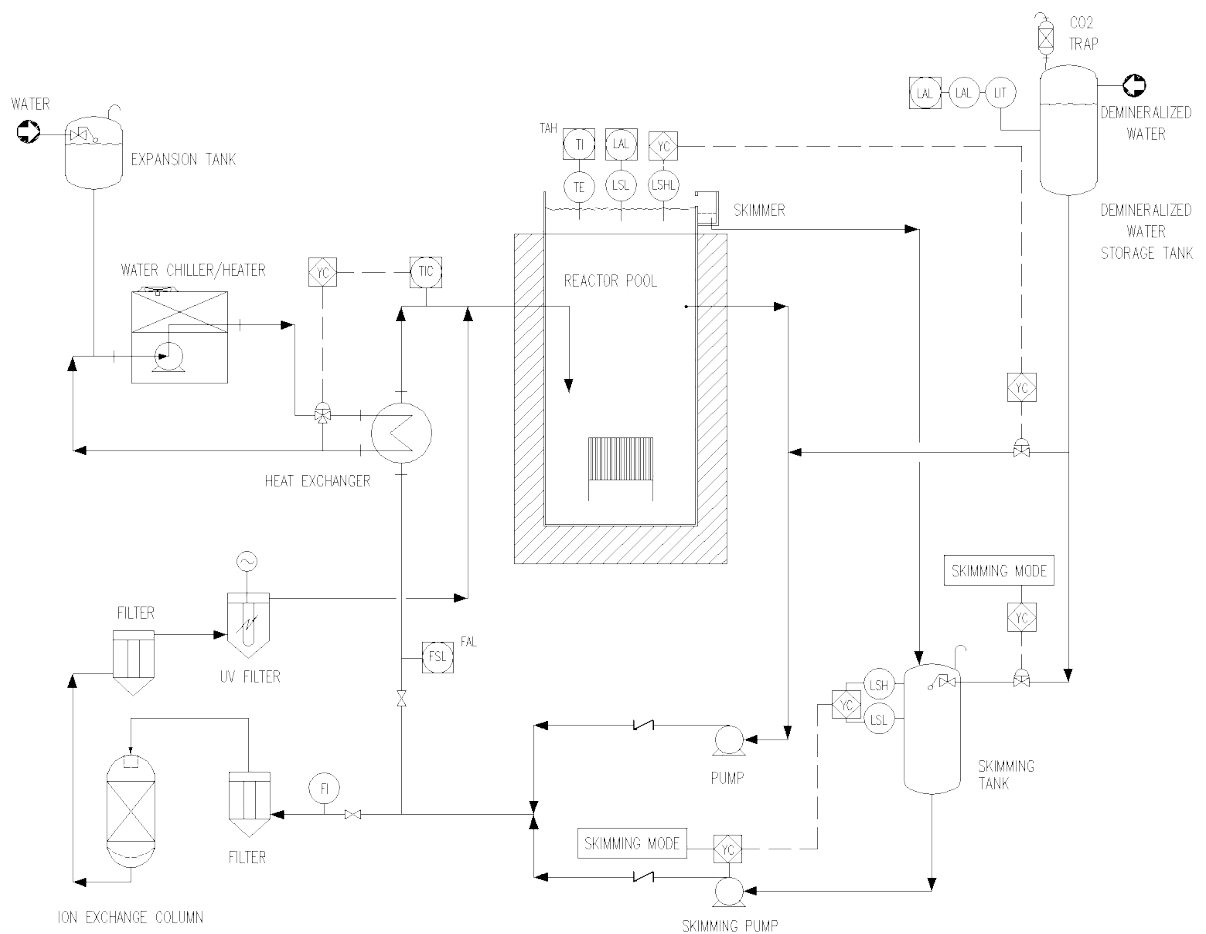 CO2
TRAP
WATER
LAL
LAL
LIT
DEMINERALIZED
WATER
TAH
TI
LAL
YC
EXPANSION TANK
TE
LSL
LSHL
SKIMMER
DEMINERALIZED
WATER
STORAGE TANK
WATER CHILLER/HEATER
YC
TIC
REACTOR POOL
YC
HEAT EXCHANGER
SKIMMING MODE
FILTER
YC
FAL
FSL
UV FILTER
LSH
YC
LSL
SKIMMING
TANK
PUMP
FI
SKIMMING MODE
YC
FILTER
ION EXCHANGE COLUMN
SKIMMING PUMP